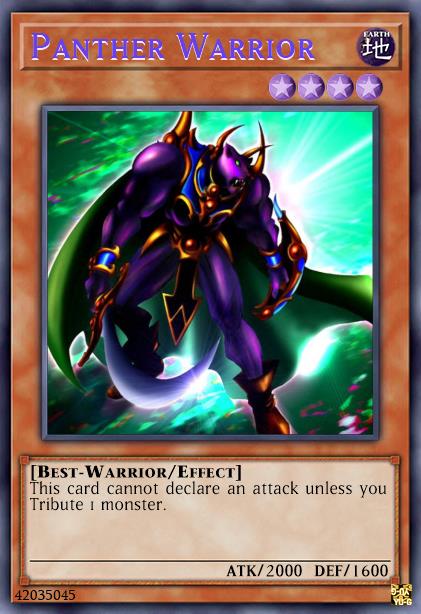 PANTHER WARRIOR
EARTH
地
[BEST-WARRIOR/EFFECT]
This card cannot declare an attack unless you
Tribute 1 monster.
ATK/2000 DEF/1600
42035045